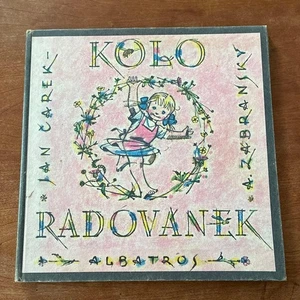 KOLO
JAN ČAREK
A. ZÁBRANSKÝ
RADOVÁNEK
ALBATROS